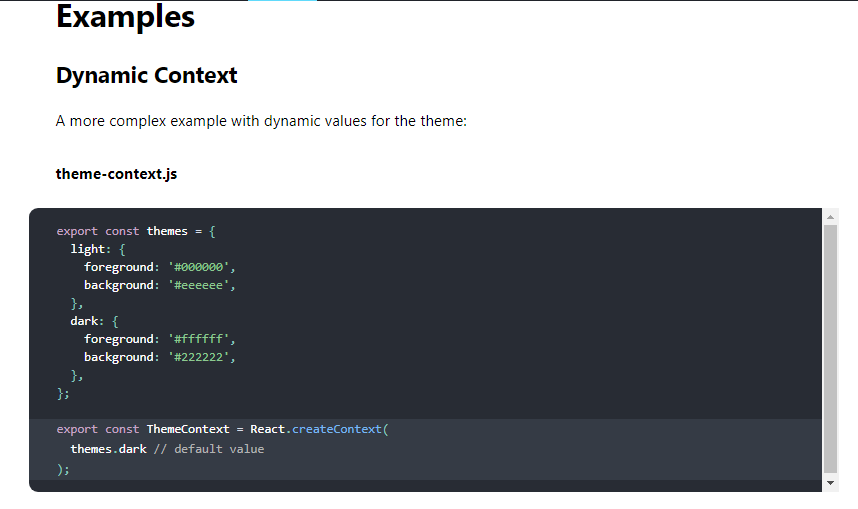 Examples
Dynamic Context
A more complex example with dynamic values for the theme:
theme-context.js
export const themes = {
  light: {
    foreground: '#000000',
    background: '#eeeeee',
  },
  dark: {
    foreground: '#ffffff',
    background: '#222222',
  },
};
export const ThemeContext = React.createContext(
  themes.dark // default value
);